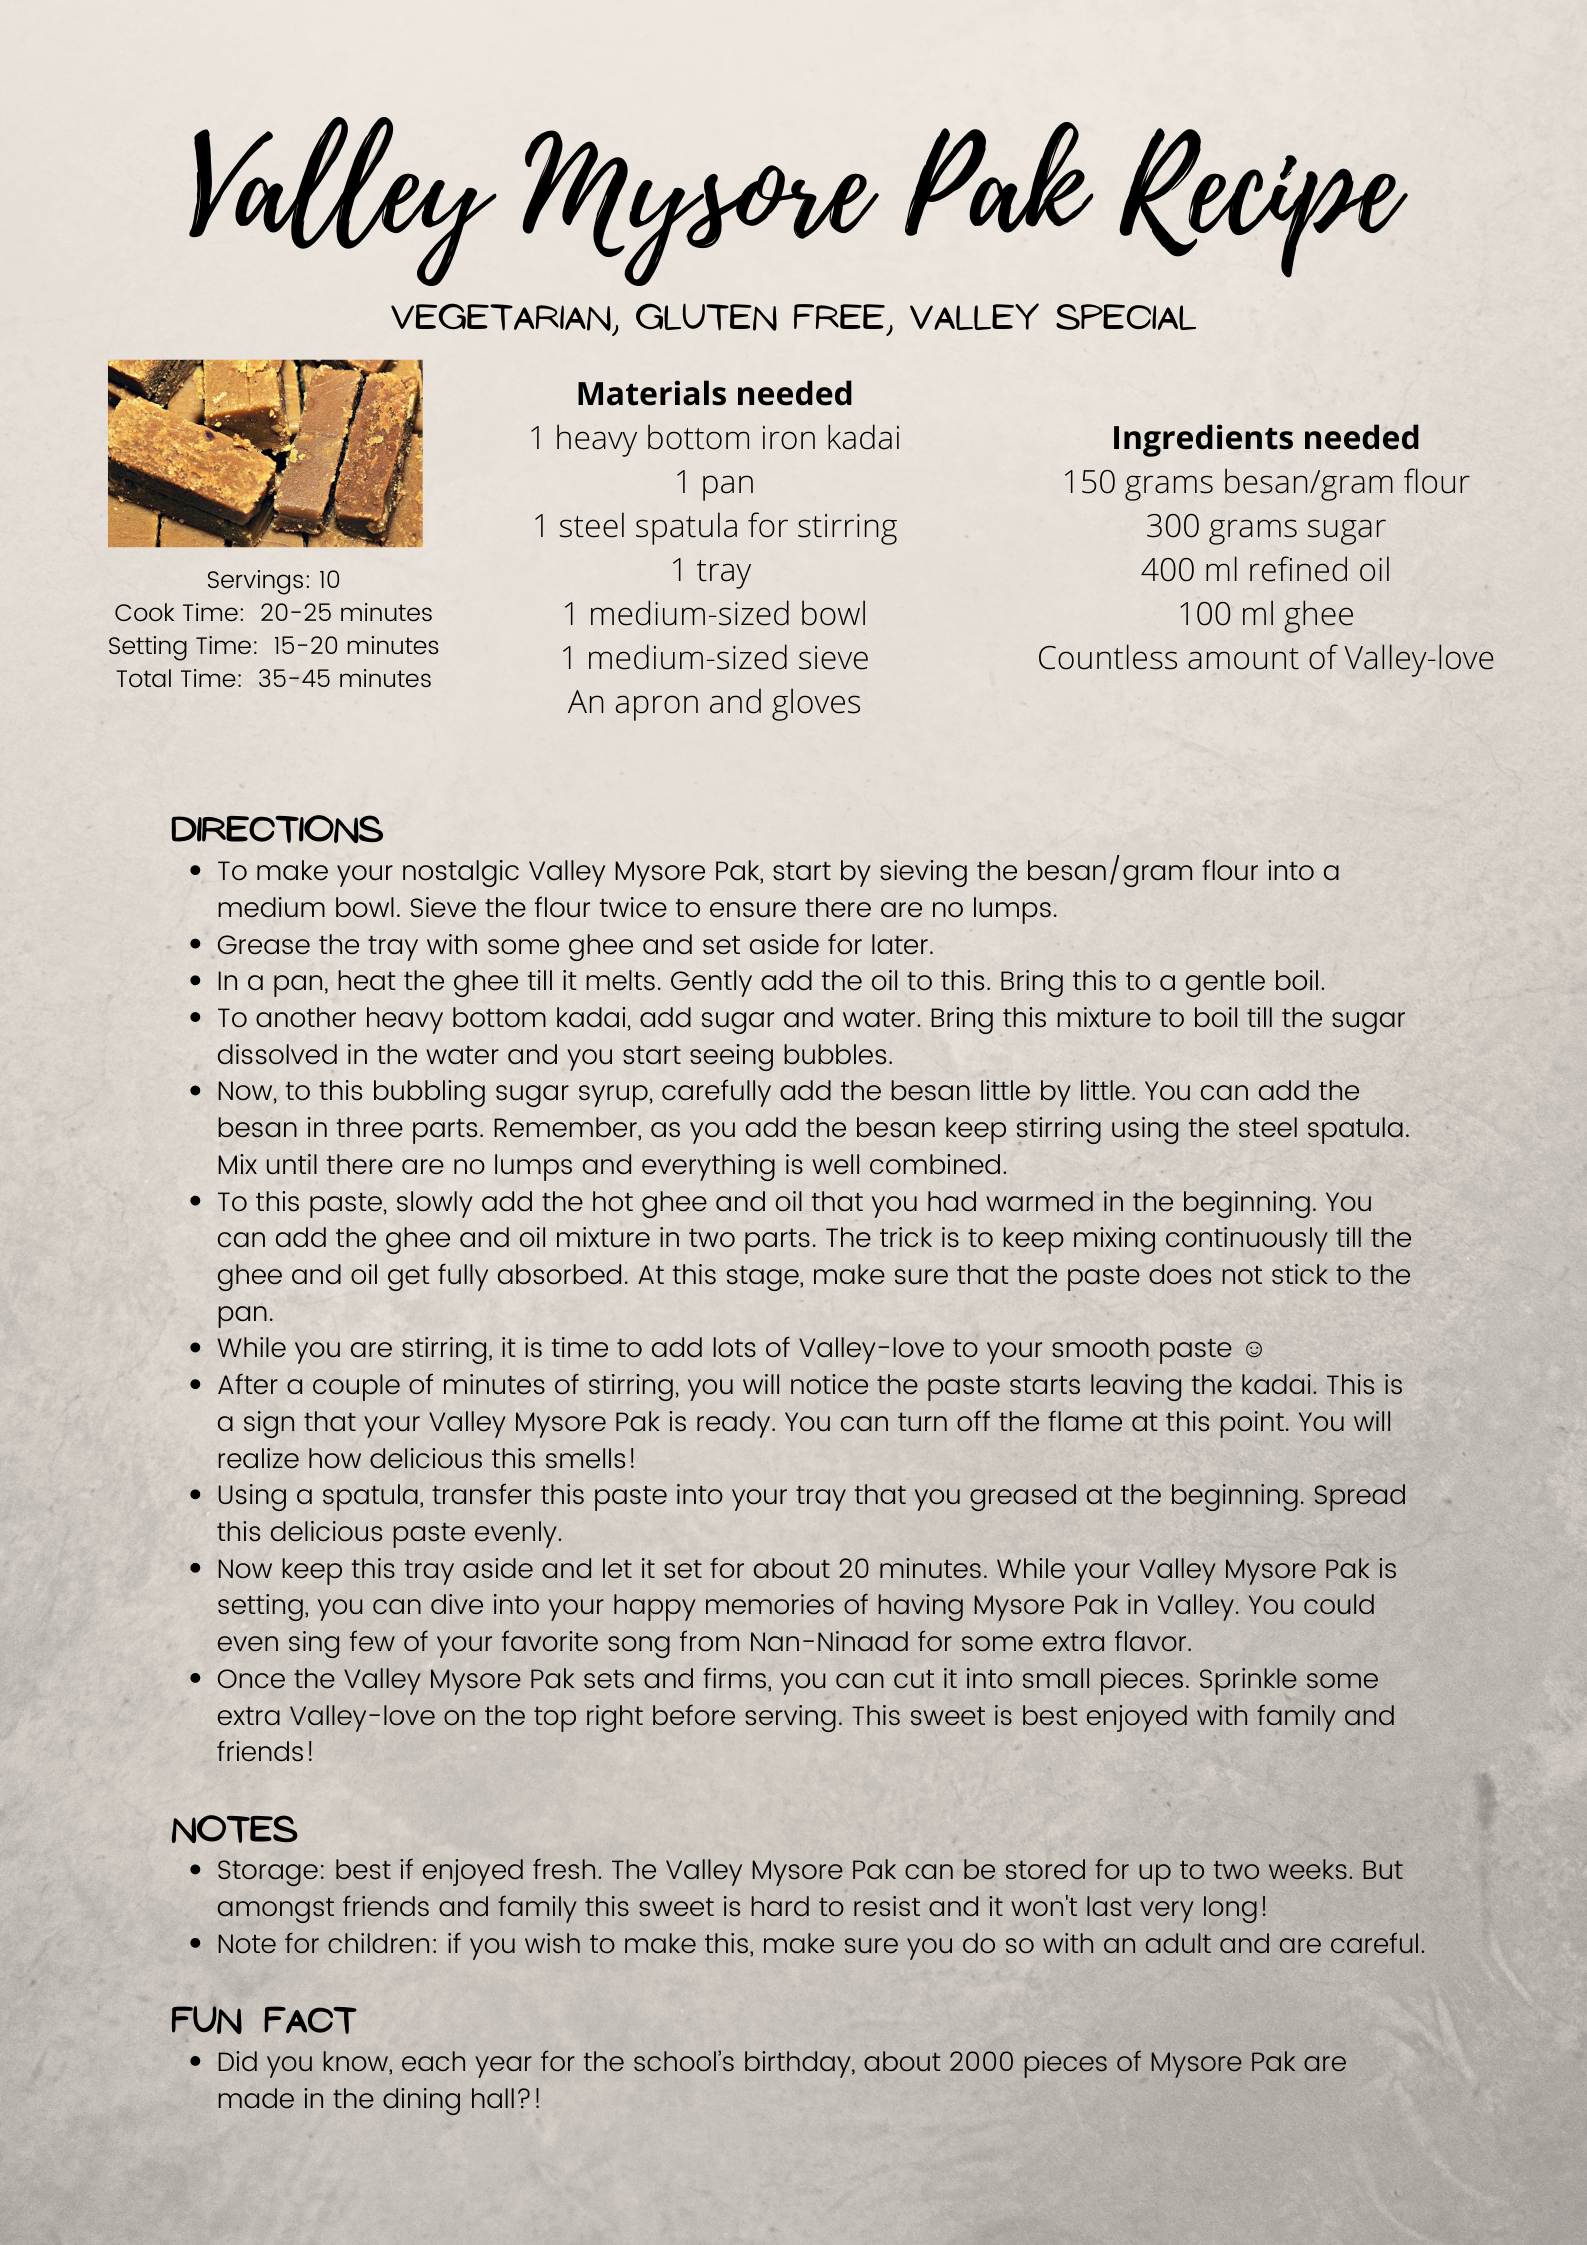 Valley Mysore Pak Recipe
VEGETARIAN, GLUTEN FREE, VALLEY SPECIAL
Servings: 10
Cook Time: 20-25 minutes
Setting Time: 15-20 minutes
Total Time: 35-45 minutes
Materials needed
1 heavy bottom iron kadai
1 pan
1 steel spatula for stirring
1 tray
1 medium-sized bowl
1 medium-sized sieve
An apron and gloves
Ingredients needed
150 grams besan/gram flour
300 grams sugar
400 ml refined oil
100 ml ghee
Countless amount of Valley-love
DIRECTIONS
• To make your nostalgic Valley Mysore Pak, start by sieving the besan/gram flour into a
medium bowl. Sieve the flour twice to ensure there are no lumps.
• Grease the tray with some ghee and set aside for later.
• In a pan, heat the ghee till it melts. Gently add the oil to this. Bring this to a gentle boil.
• To another heavy bottom kadai, add sugar and water. Bring this mixture to boil till the sugar
dissolved in the water and you start seeing bubbles.
• Now, to this bubbling sugar syrup, carefully add the besan little by little. You can add the
besan in three parts. Remember, as you add the besan keep stirring using the steel spatula.
Mix until there are no lumps and everything is well combined.
• To this paste, slowly add the hot ghee and oil that you had warmed in the beginning. You
can add the ghee and oil mixture in two parts. The trick is to keep mixing continuously till the
ghee and oil get fully absorbed. At this stage, make sure that the paste does not stick to the
pan.
• While you are stirring, it is time to add lots of Valley-love to your smooth paste ☺
• After a couple of minutes of stirring, you will notice the paste starts leaving the kadai. This is
a sign that your Valley Mysore Pak is ready. You can turn off the flame at this point. You will
realize how delicious this smells!
• Using a spatula, transfer this paste into your tray that you greased at the beginning. Spread
this delicious paste evenly.
• Now keep this tray aside and let it set for about 20 minutes. While your Valley Mysore Pak is
setting, you can dive into your happy memories of having Mysore Pak in Valley. You could
even sing few of your favorite song from Nan-Ninaad for some extra flavor.
• Once the Valley Mysore Pak sets and firms, you can cut it into small pieces. Sprinkle some
extra Valley-love on the top right before serving. This sweet is best enjoyed with family and
friends!
NOTES
• Storage: best if enjoyed fresh. The Valley Mysore Pak can be stored for up to two weeks. But
amongst friends and family this sweet is hard to resist and it won't last very long!
• Note for children: if you wish to make this, make sure you do so with an adult and are careful.
FUN FACT
• Did you know, each year for the school’s birthday, about 2000 pieces of Mysore Pak are
made in the dining hall?!